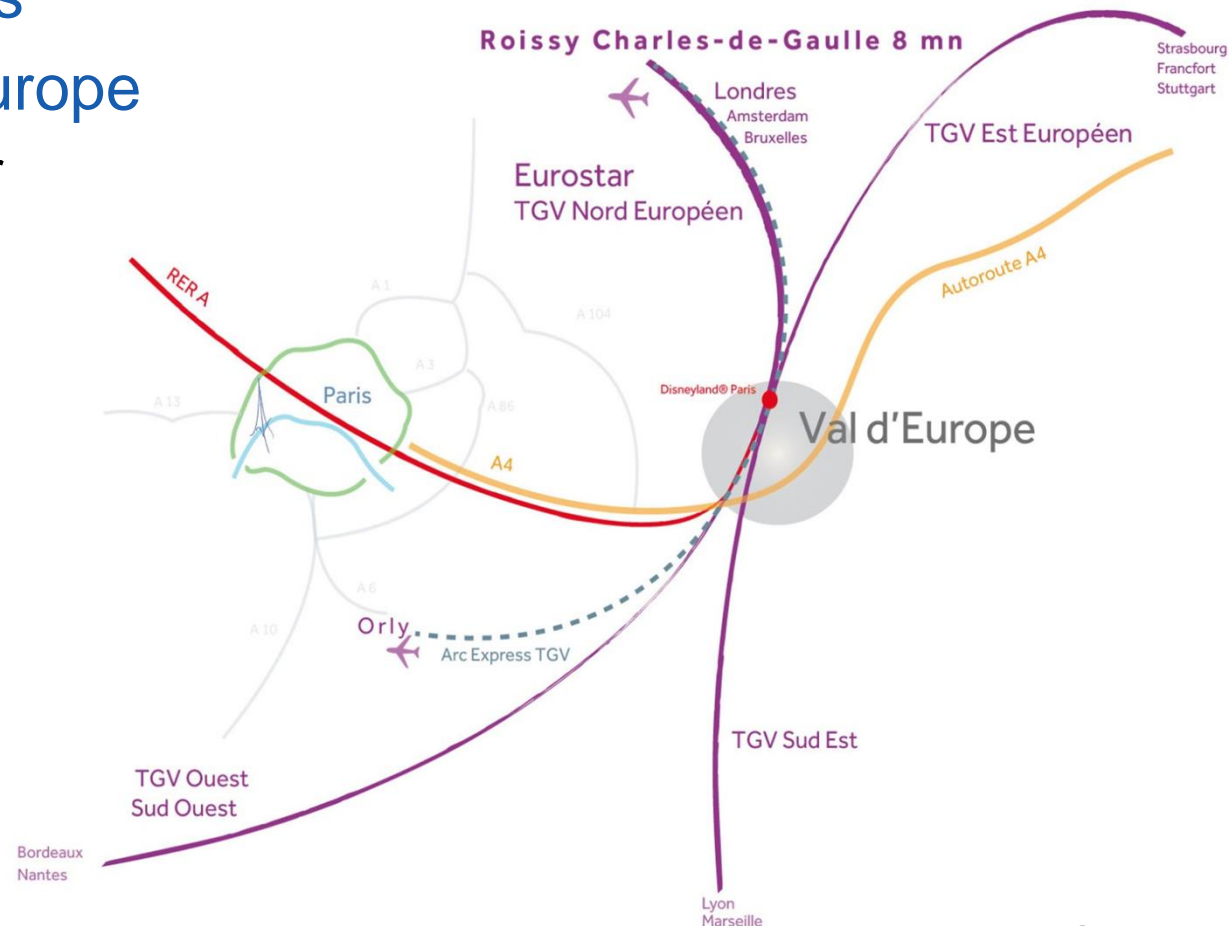 s
urope
Roissy Charles-de-Gaulle 8 mn
Strasbourg
Francfort
Stuttgart
Londres
Amsterdam
Bruxelles
TGV Est Européen
Eurostar
TGV Nord Européen
Autoroute A4
RER A
A 1
A 104
A 3
Disneyland® Paris
Paris
A 13
A 86
Val d'Europe
A4
A 6
Orly
A 10
Arc Express TGV
TGV Sud Est
TGV Ouest
Sud Ouest
Bordeaux
Nantes
Lyon
Marseille